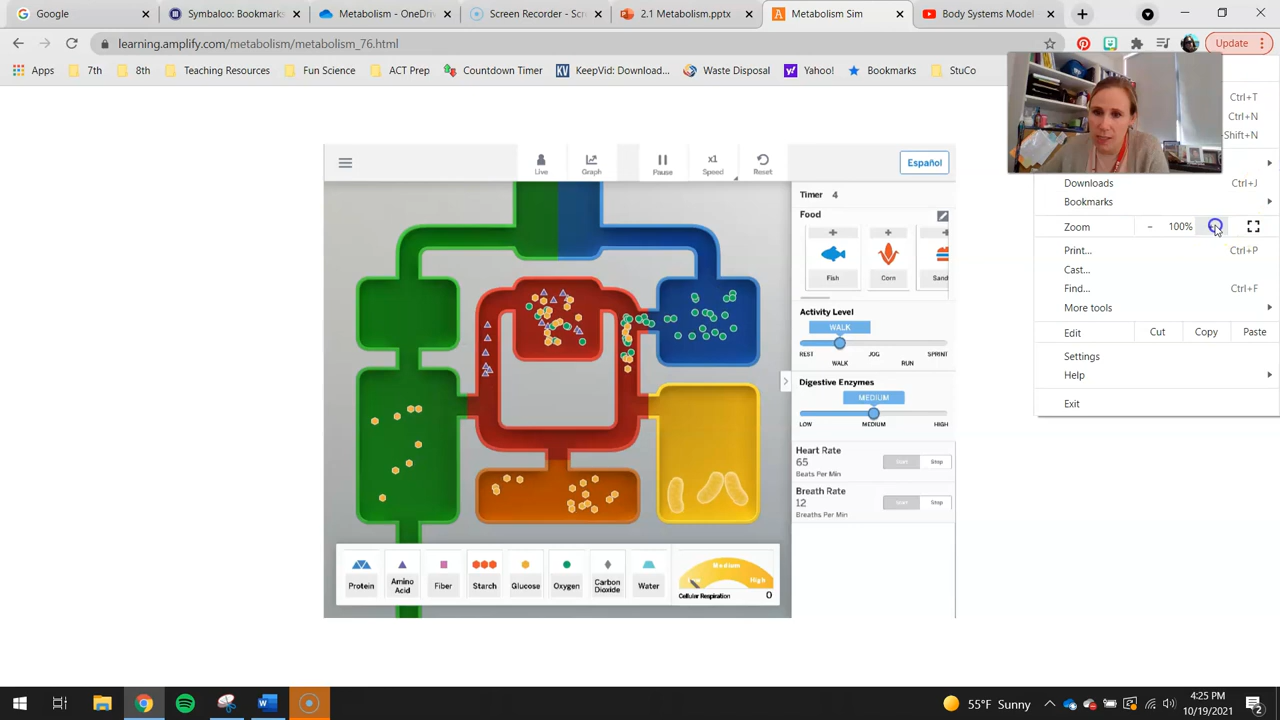 Google
Symbaloo Bookmarks
Metabolism - OneDri
Screen Recorder - Scr
2.1 Metabolism.pptx
Metabolism Sim
Body Systems Model
learning.amplify.com/metabolism/metabolism_76.html
Update
Apps
7th
8th
Teaching Resources
Fun Science
ACT Prep
Countdown Timer
KeepVid: Download...
Waste Disposal
Yahoo!
Bookmarks
StuCo
Ctrl+T
Ctrl+N
Shift+N
Downloads Ctrl+J
Bookmarks
Zoom - 100%
Print... Ctrl+P
Cast...
Find... Ctrl+F
More tools
Edit Cut Copy Paste
Settings
Help
Exit
Live
Graph
Pause
x1
Speed
Reset
Español
Timer 4
Food
Fish
Corn
Sand
Activity Level
WALK
REST
WALK
JOG
RUN
SPRINT
Digestive Enzymes
MEDIUM
LOW
MEDIUM
HIGH
Heart Rate
65
Beats Per Min
Start Stop
Breath Rate
12
Breaths Per Min
Start Stop
Protein
Amino
Acid
Fiber
Starch
Glucose
Oxygen
Carbon
Dioxide
Water
Medium
High
Cellular Respiration 0
55°F Sunny
4:25 PM
10/19/2021
2